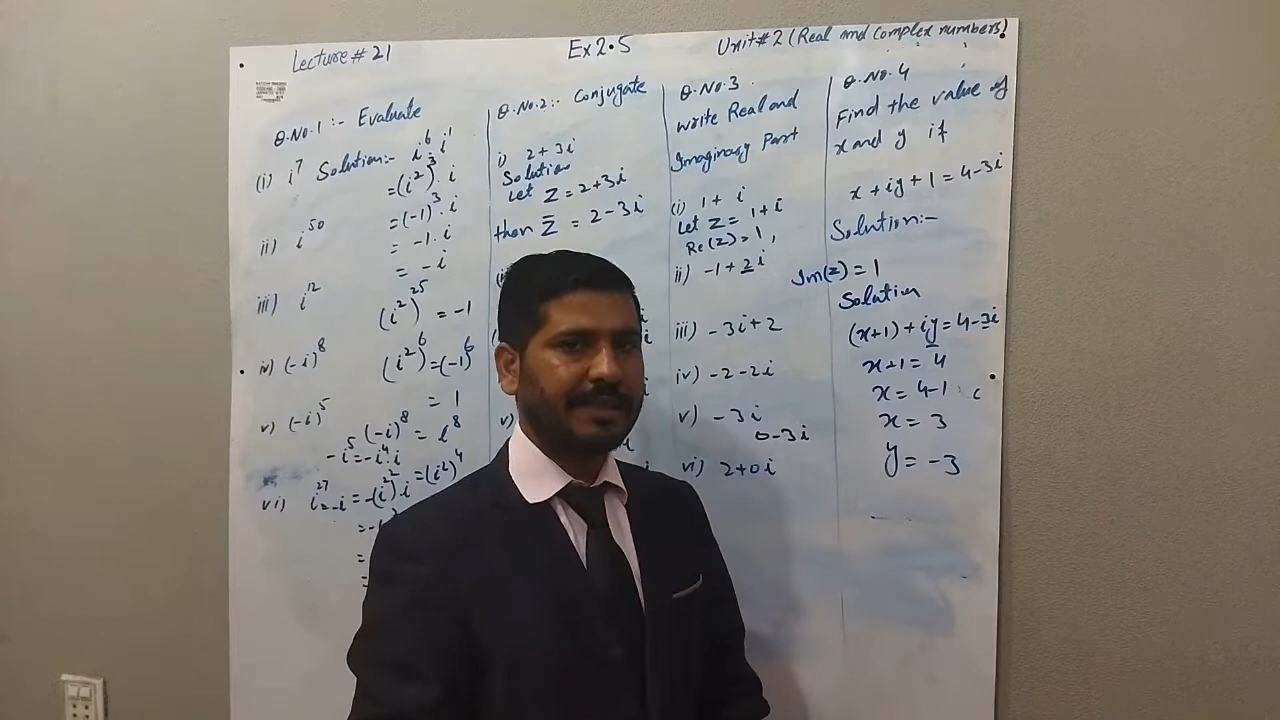 Lecture # 21
Ex 2.5
Unit # 2 (Real and Complex numbers)
Q.No.1 :- Evaluate
(i) i⁷ Solution:- i⁶ · i¹
= (i²)³ · i
= (-1)³ · i
= -1 · i
= -i
ii) i⁵⁰
(i²)²⁵ = -1
iii) i¹²
(i²)⁶ = (-1)⁶
= 1
iv) (-i)⁸
(-i)⁸ = i⁸
= (i²)⁴
v) (-i)⁵
-i⁵ = -i⁴ · i
= -(i²)² · i
vi) i²⁷
= -i
Q.No.2 :- Conjugate
i) 2+3i
Solution
Let Z = 2+3i
then Z̄ = 2-3i
v)
Q.No.3
Write Real and
Imaginary Part
(i) 1 + i
Let Z = 1+i
Re(Z) = 1, Im(Z) = 1
ii) -1+2i
iii) -3i+2
iv) -2-2i
v) -3i
0-3i
vi) 2+0i
Q.No.4
Find the value of
x and y if
x+iy+1=4-3i
Solution:-
Solution
(x+1)+iy=4-3i
x+1=4
x=4-1
x=3
y=-3